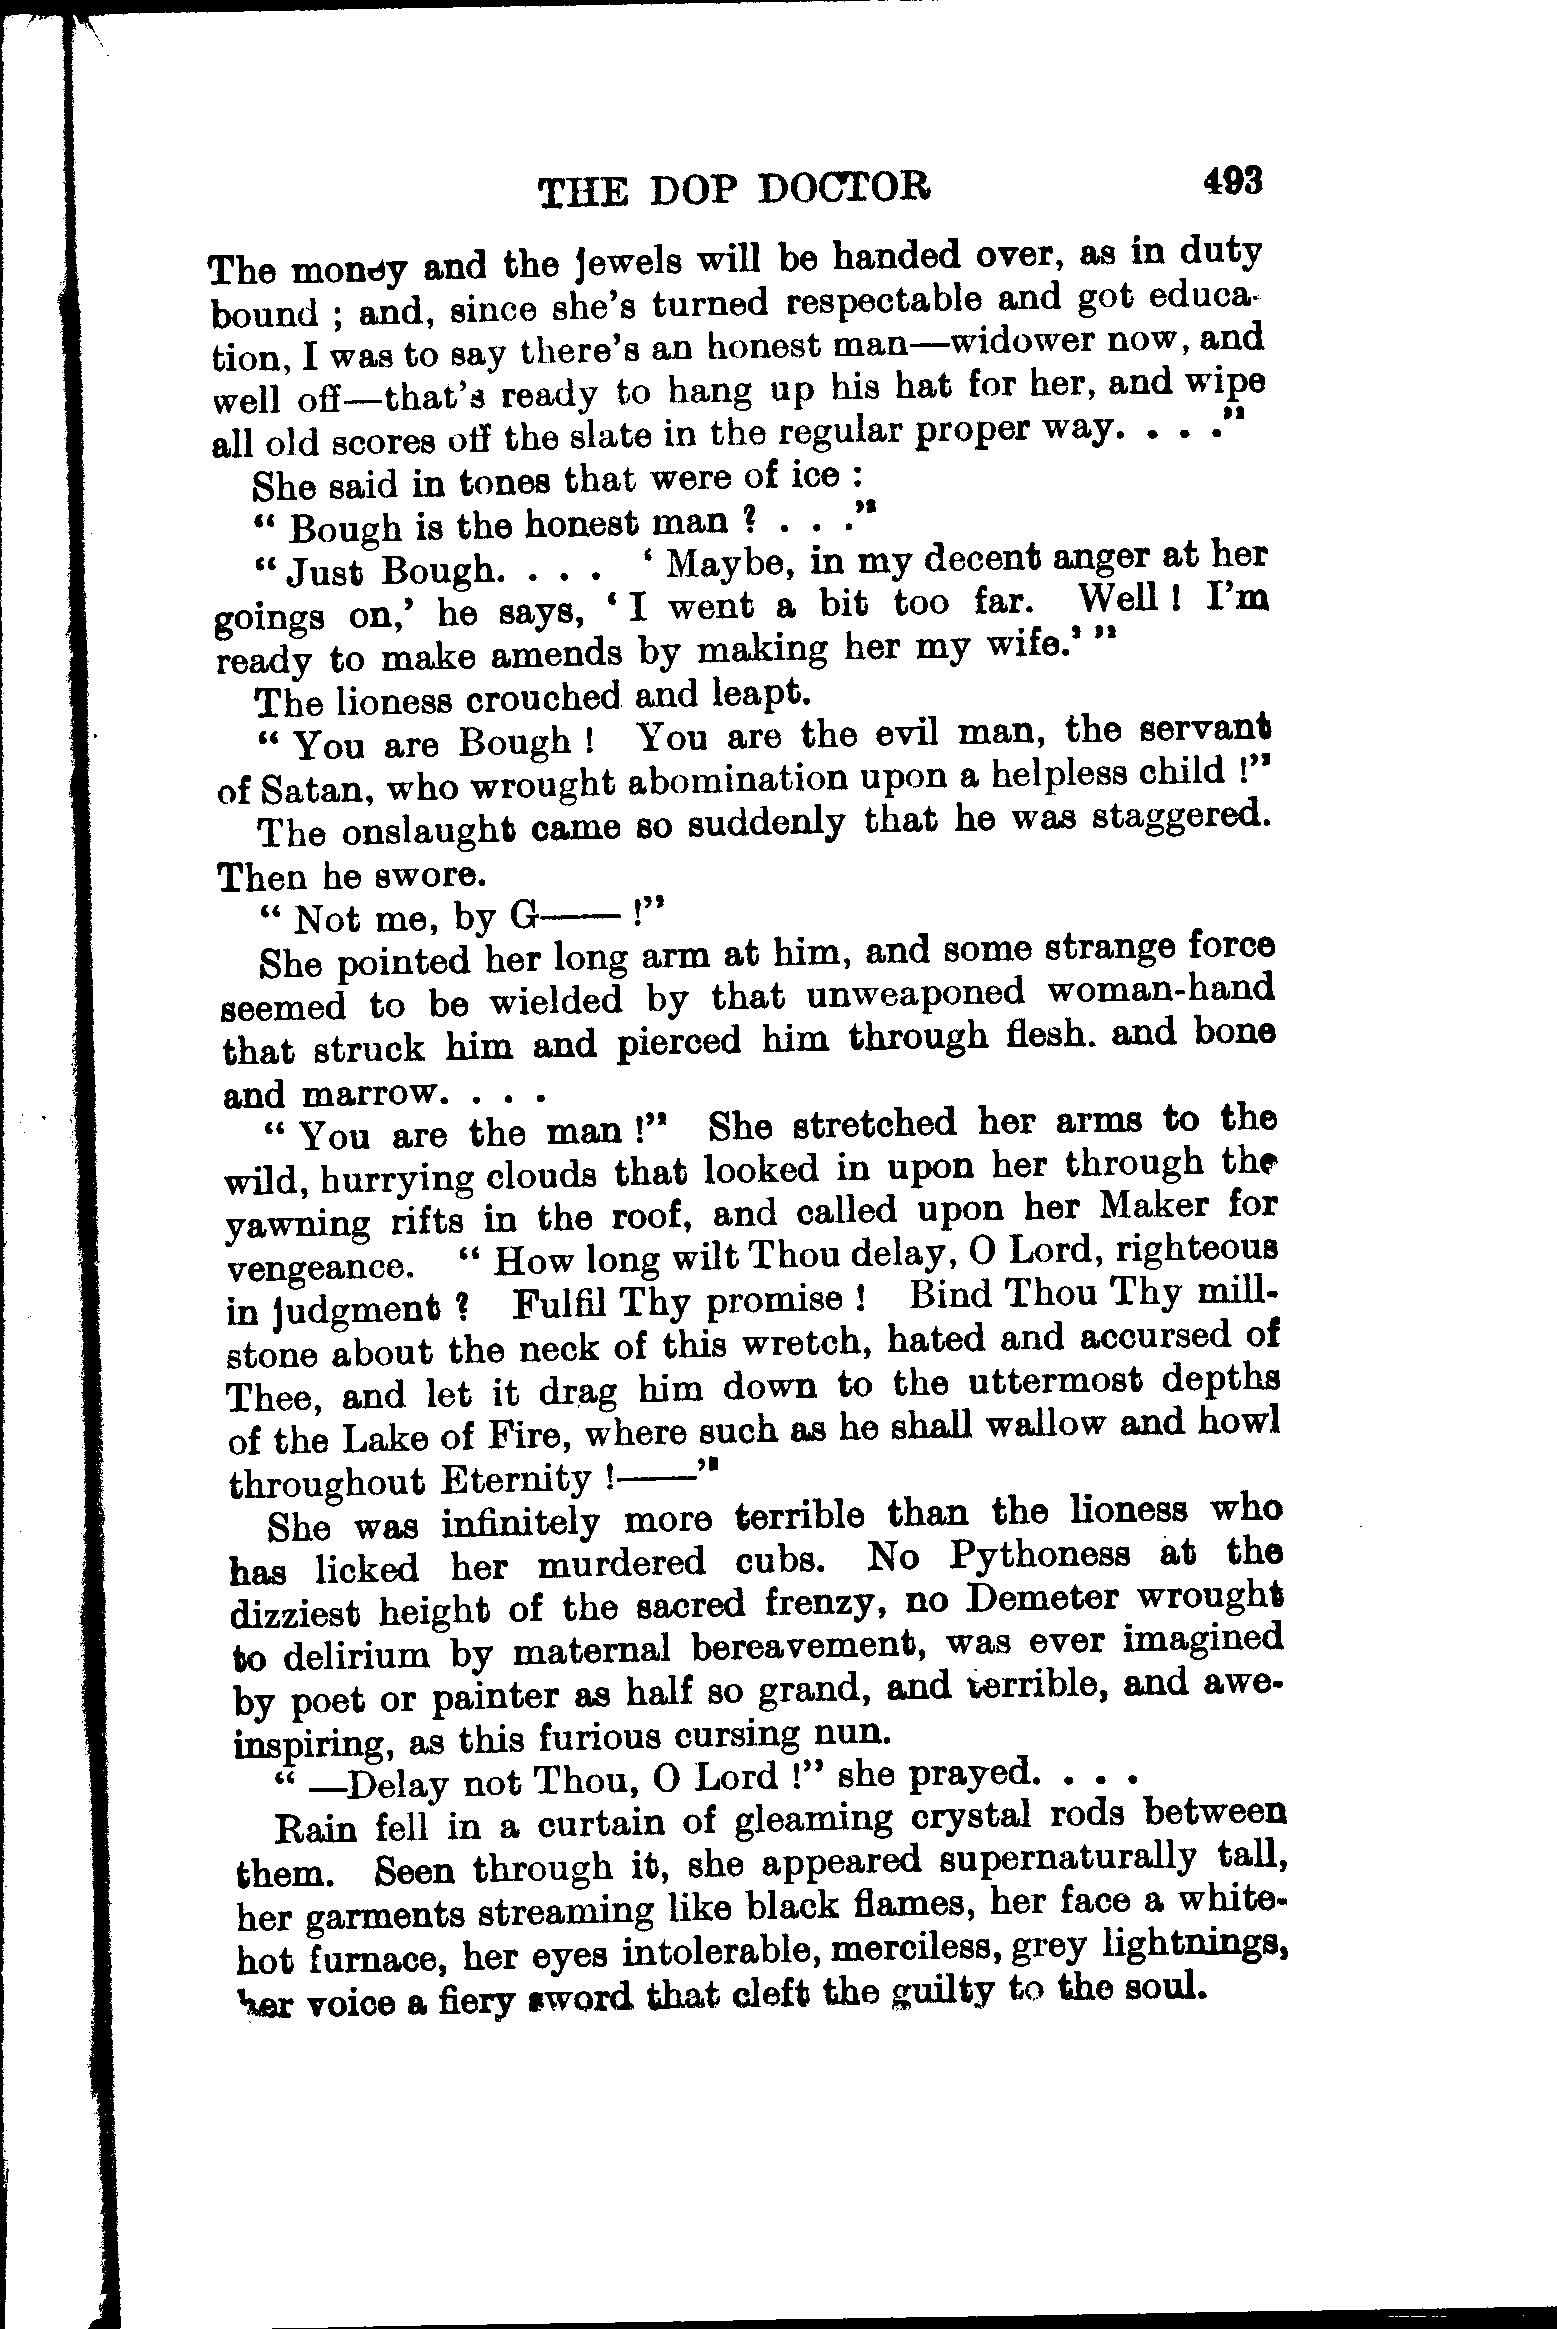 THE DOP DOCTOR 493
The money and the jewels will be handed over, as in duty
bound ; and, since she's turned respectable and got educa-
tion, I was to say there's an honest man—widower now, and
well off—that's ready to hang up his hat for her, and wipe
all old scores off the slate in the regular proper way. . . ."
She said in tones that were of ice :
" Bough is the honest man ? . . ."
" Just Bough. . . . ' Maybe, in my decent anger at her
goings on,' he says, ' I went a bit too far. Well ! I'm
ready to make amends by making her my wife.' "
The lioness crouched and leapt.
" You are Bough ! You are the evil man, the servant
of Satan, who wrought abomination upon a helpless child !"
The onslaught came so suddenly that he was staggered.
Then he swore.
" Not me, by G—— !"
She pointed her long arm at him, and some strange force
seemed to be wielded by that unweaponed woman-hand
that struck him and pierced him through flesh. and bone
and marrow. . . .
" You are the man !" She stretched her arms to the
wild, hurrying clouds that looked in upon her through the
yawning rifts in the roof, and called upon her Maker for
vengeance. " How long wilt Thou delay, O Lord, righteous
in judgment ? Fulfil Thy promise ! Bind Thou Thy mill-
stone about the neck of this wretch, hated and accursed of
Thee, and let it drag him down to the uttermost depths
of the Lake of Fire, where such as he shall wallow and howl
throughout Eternity !——"
She was infinitely more terrible than the lioness who
has licked her murdered cubs. No Pythoness at the
dizziest height of the sacred frenzy, no Demeter wrought
to delirium by maternal bereavement, was ever imagined
by poet or painter as half so grand, and terrible, and awe-
inspiring, as this furious cursing nun.
" —Delay not Thou, O Lord !" she prayed. . . .
Rain fell in a curtain of gleaming crystal rods between
them. Seen through it, she appeared supernaturally tall,
her garments streaming like black flames, her face a white-
hot furnace, her eyes intolerable, merciless, grey lightnings,
her voice a fiery sword that cleft the guilty to the soul.